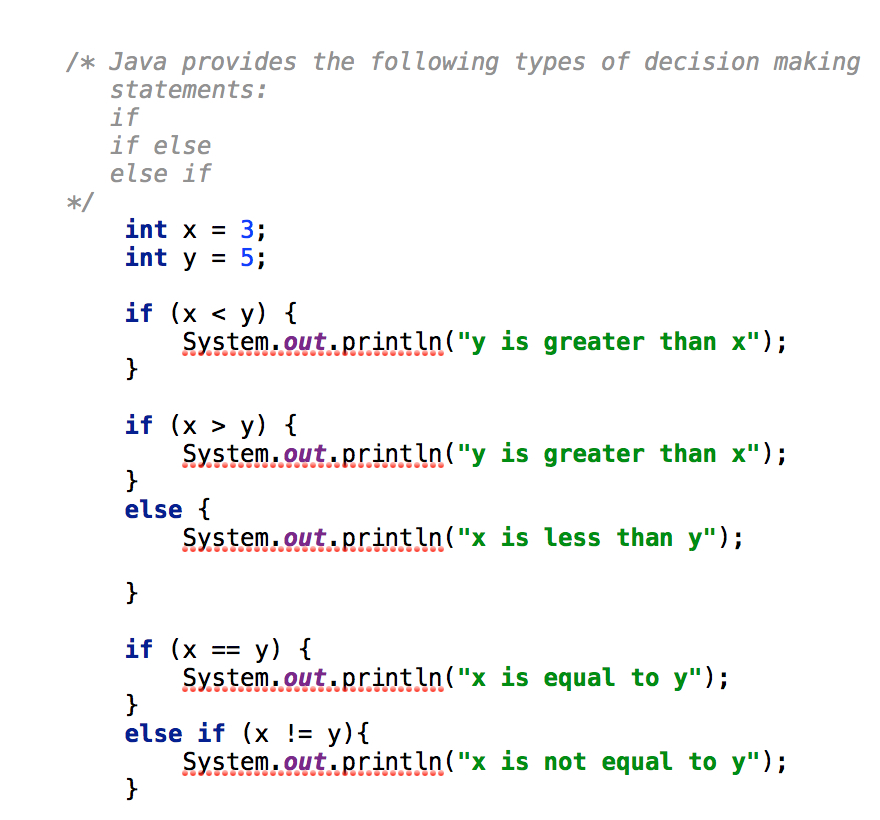 /* Java provides the following types of decision making
statements:
if
if else
else if
*/
int x = 3;
int y = 5;
if (x < y) {
System.out.println("y is greater than x");
}
if (x > y) {
System.out.println("y is greater than x");
}
else {
System.out.println("x is less than y");
}
if (x == y) {
System.out.println("x is equal to y");
}
else if (x != y){
System.out.println("x is not equal to y");
}